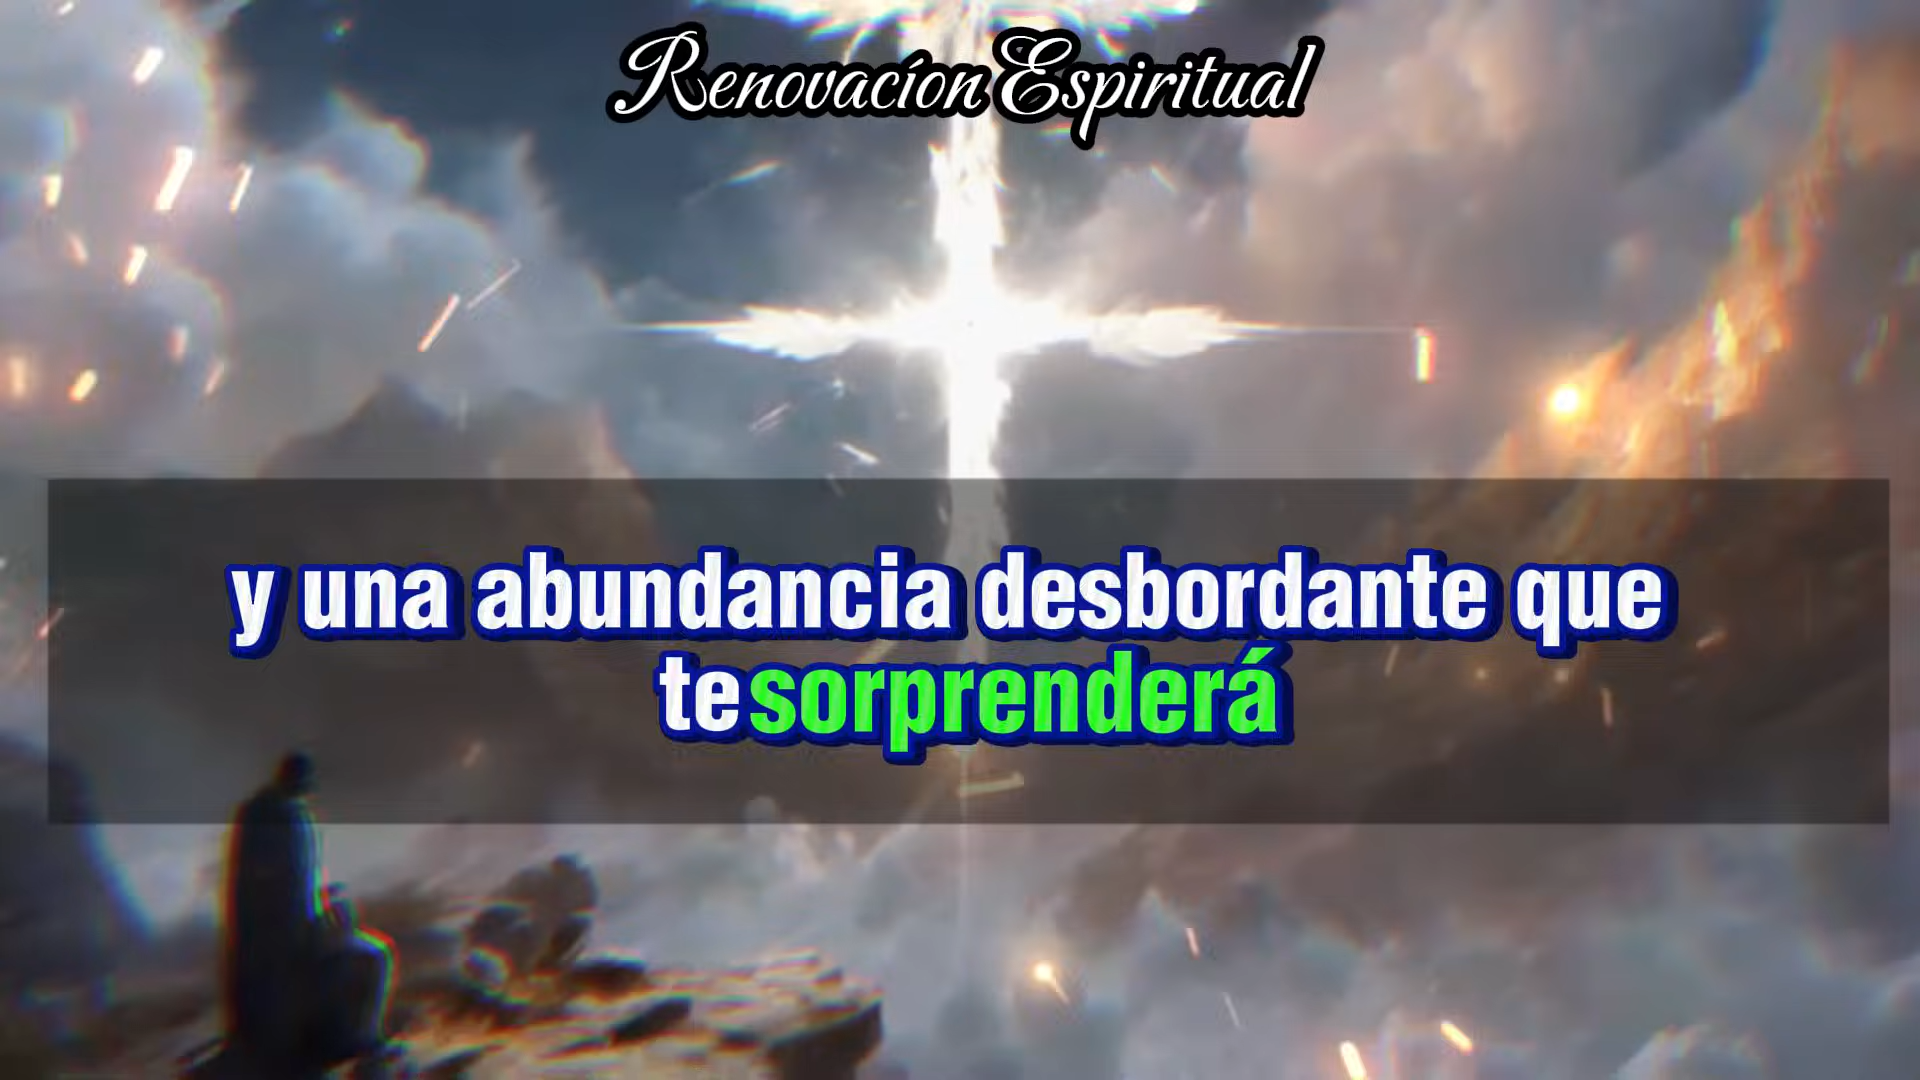 Renovacíon Espiritual
y una abundancia desbordante que
te sorprenderá